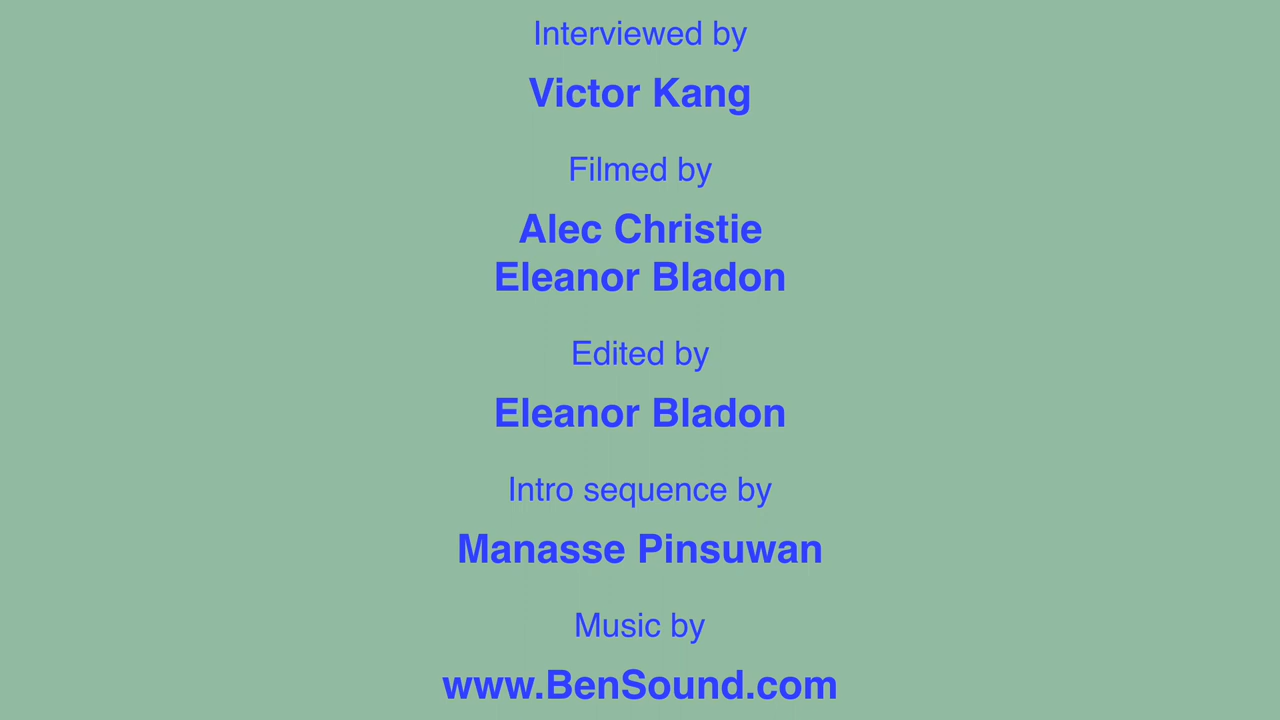 Interviewed by
Victor Kang
Filmed by
Alec Christie
Eleanor Bladon
Edited by
Eleanor Bladon
Intro sequence by
Manasse Pinsuwan
Music by
www.BenSound.com